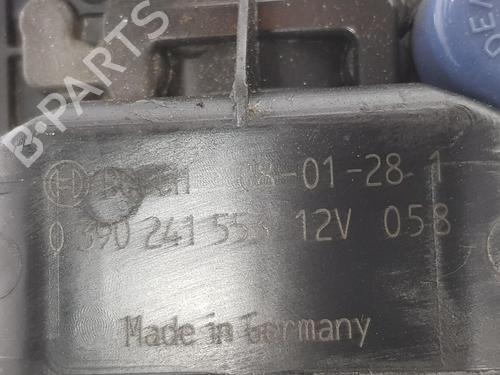 B-PARTS
BOSCH 08-01-28 1
0 390 241 553 12V 058
Made in Germany